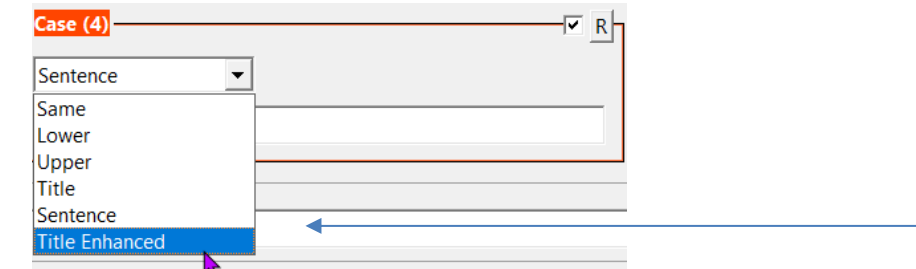 Case (4)
R
Sentence
Same
Lower
Upper
Title
Sentence
Title Enhanced